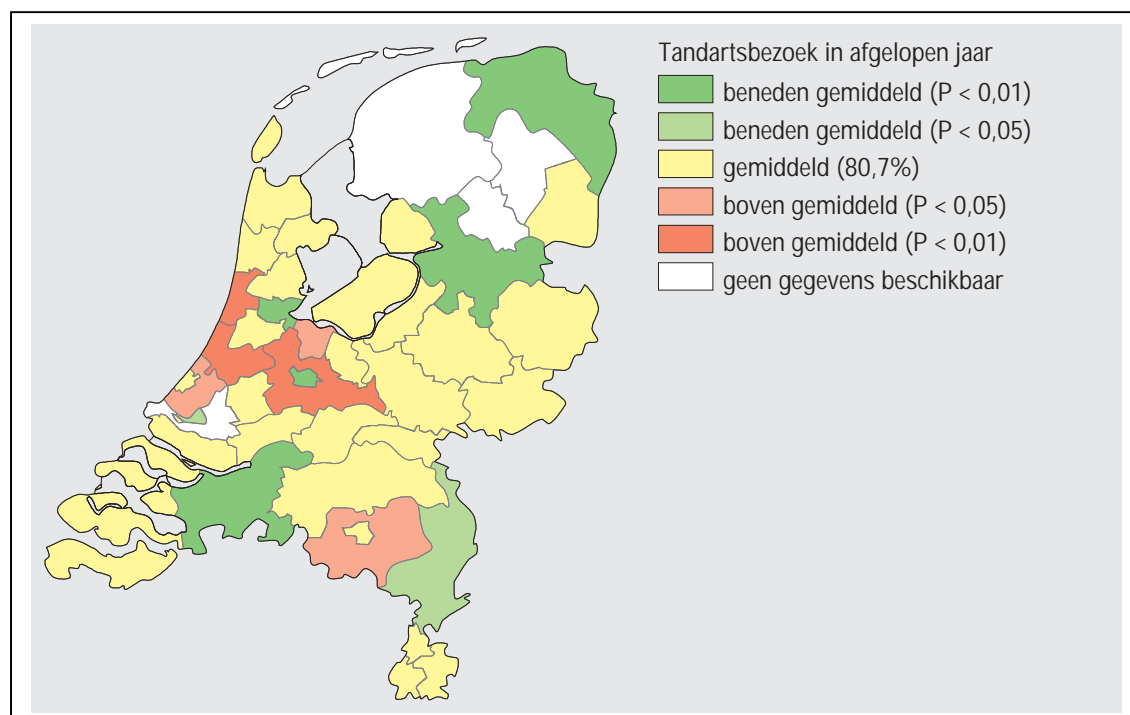 Tandartsbezoek in afgelopen jaar
beneden gemiddeld (P < 0,01)
beneden gemiddeld (P < 0,05)
gemiddeld (80,7%)
boven gemiddeld (P < 0,05)
boven gemiddeld (P < 0,01)
geen gegevens beschikbaar